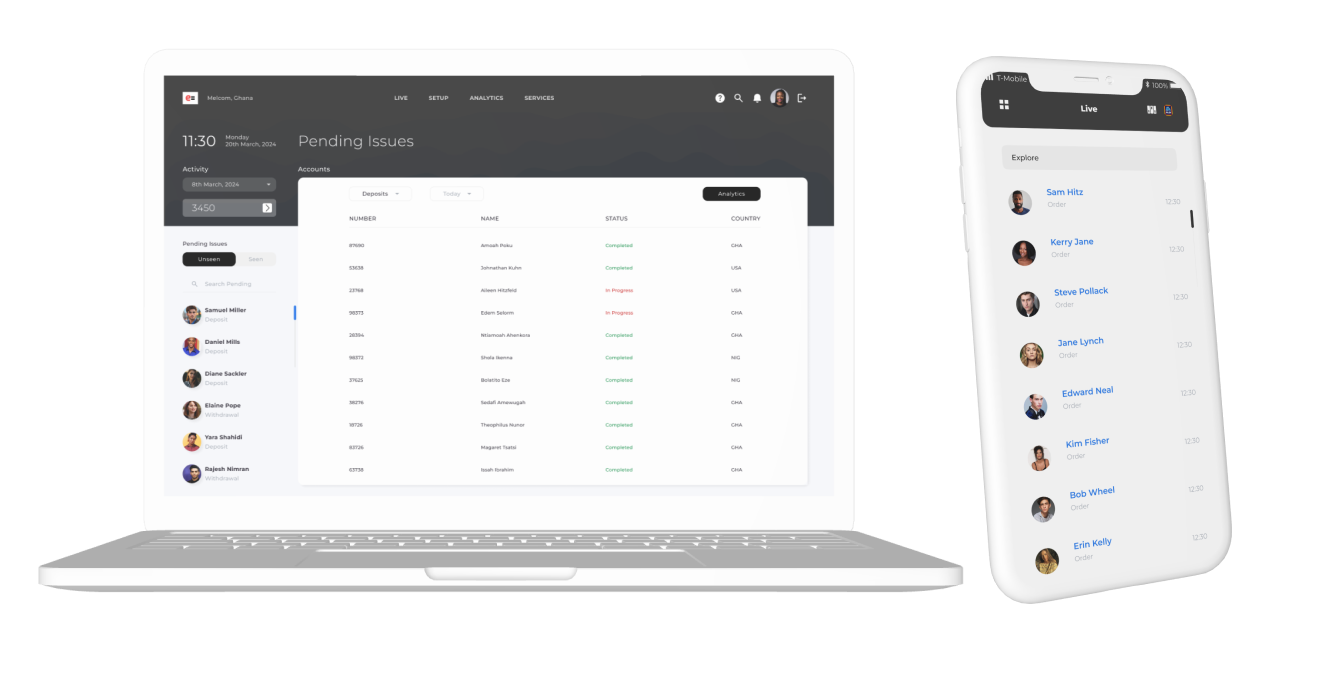 Melcom, Ghana
LIVE SETUP ANALYTICS SERVICES
11:30
Monday
20th March, 2024
Pending Issues
Activity
8th March, 2024
3450
Pending Issues
Unseen Seen
Search Pending
Samuel Miller
Deposit
Daniel Mills
Deposit
Diane Sackler
Deposit
Elaine Pope
Withdrawal
Yara Shahidi
Deposit
Rajesh Nimran
Withdrawal
Accounts
Deposits Today Analytics
NUMBER NAME STATUS COUNTRY
87690 Amoah Poku Completed GHA
53638 Johnathan Kuhn Completed USA
23768 Aileen Hitzfeld In Progress USA
98373 Edem Selorm In Progress GHA
28394 Ntiamoah Ahenkora Completed GHA
98372 Shola Ikenna Completed NIG
37625 Bolatito Eze Completed NIG
38276 Sedafi Amewugah Completed GHA
18726 Theophilus Nunor Completed GHA
83726 Magaret Tsatsi Completed GHA
63738 Isaah Ibrahim Completed GHA
T-Mobile 100%
Live
Explore
Sam Hitz
Order 12:30
Kerry Jane
Order 12:30
Steve Pollack
Order 12:30
Jane Lynch
Order 12:30
Edward Neal
Order 12:30
Kim Fisher
Order 12:30
Bob Wheel
Order 12:30
Erin Kelly
Order 12:30